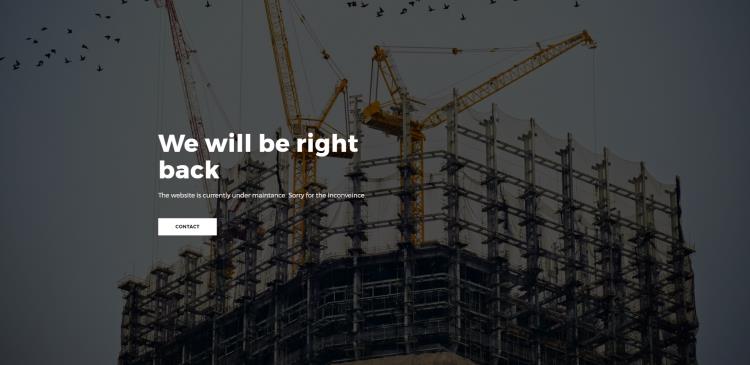 We will be right
back
The website is currently under maintance. Sorry for the inconveince
CONTACT